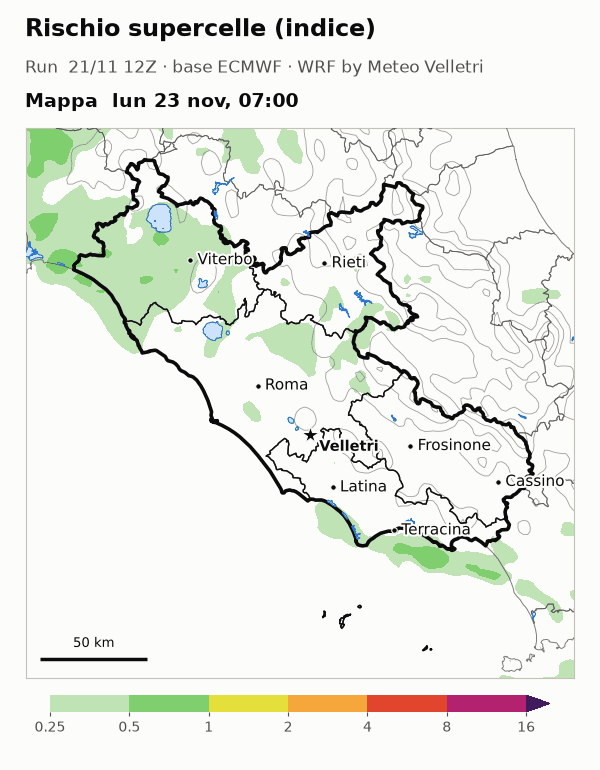 Rischio supercelle (indice)
Run  21/11 12Z · base ECMWF · WRF by Meteo Velletri
Mappa  lun 23 nov, 07:00
Viterbo
Rieti
Roma
Velletri
Frosinone
Latina
Cassino
Terracina
50 km
0.25 0.5 1 2 4 8 16